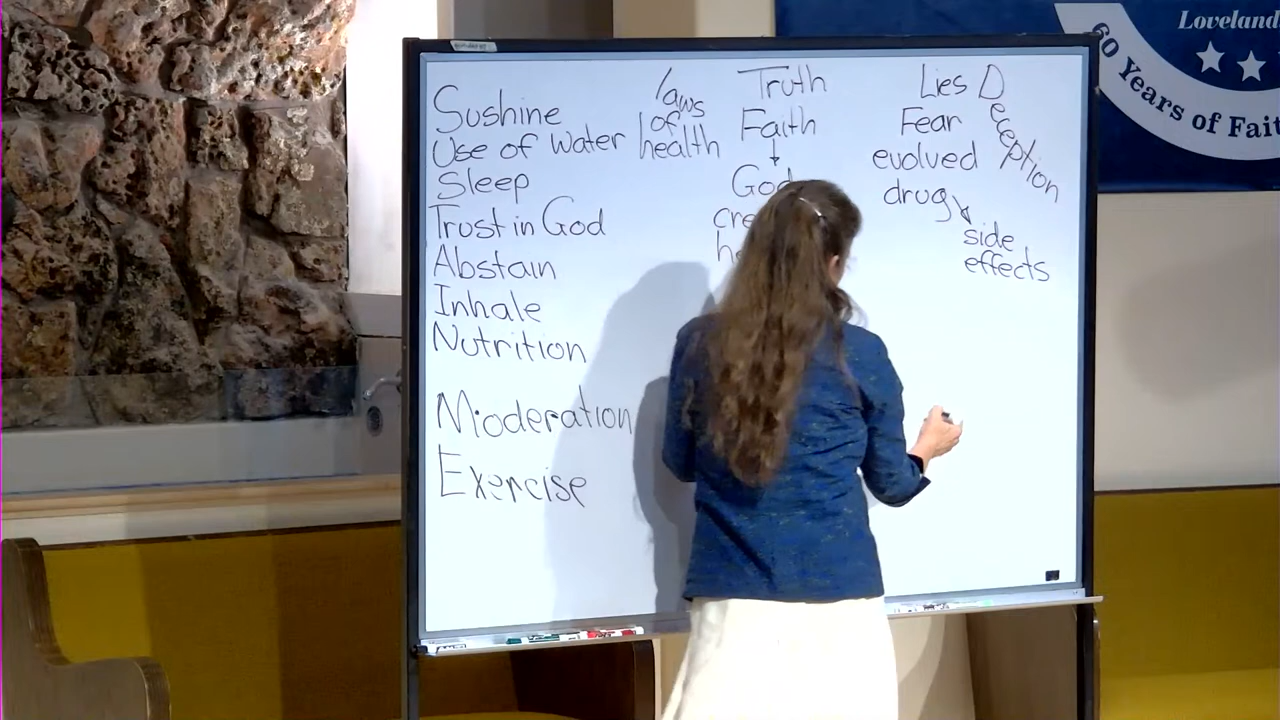 Sushine
Use of Water
Sleep
Trust in God
Abstain
Inhale
Nutrition
Moderation
Exercise
laws
of
health
Truth
Faith
God
Lies Deception
Fear
evolved
drug
side
effects
Loveland
60 Years of Fait